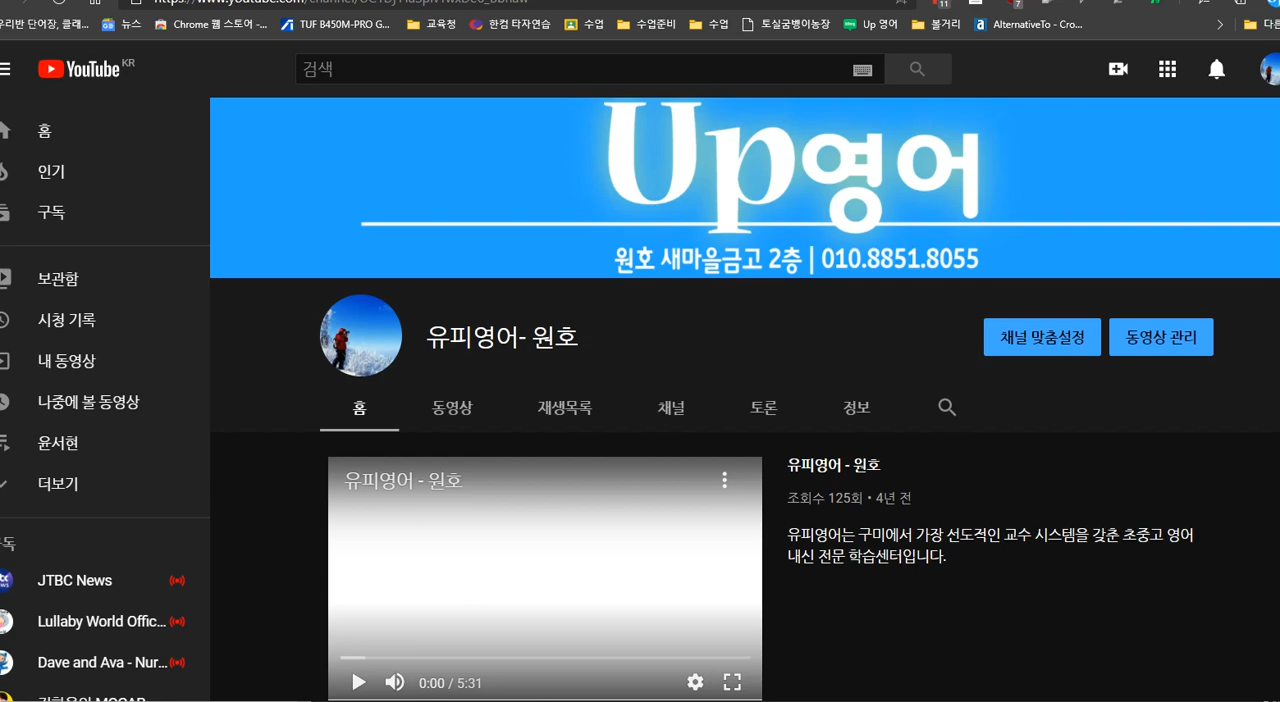 우리반 단어장, 클래...
뉴스
Chrome 웹 스토어 -...
TUF B450M-PRO G...
교육청
한컴 타자연습
수업
수업준비
수업
토실곰방(농장
Up 영어
볼거리
AlternativeTo - Cro...
YouTube KR
검색
홈
인기
구독
보관함
시청 기록
내 동영상
나중에 볼 동영상
윤서현
더보기
JTBC News
Lullaby World Offic...
Dave and Ava - Nur...
Up영어
원호 새마을금고 2층 | 010.8851.8055
유피영어- 원호
채널 맞춤설정
동영상 관리
홈
동영상
재생목록
채널
토론
정보
유피영어 - 원호
0:00 / 5:31
유피영어 - 원호
조회수 125회 • 4년 전
유피영어는 구미에서 가장 선도적인 교수 시스템을 갖춘 초중고 영어
내신 전문 학습센터입니다.